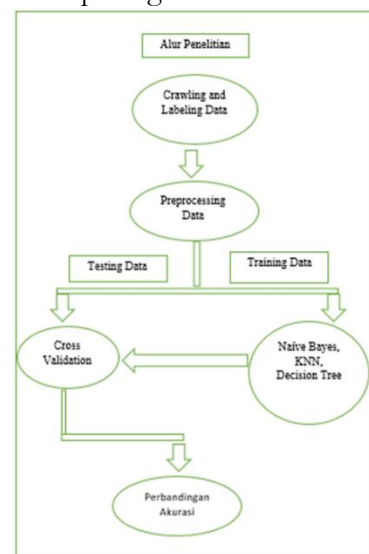 Alur Penelitian
Crawling and
Labeling Data
Preprocessing
Data
Testing Data
Training Data
Cross
Validation
Naïve Bayes,
KNN,
Decision Tree
Perbandingan
Akurasi